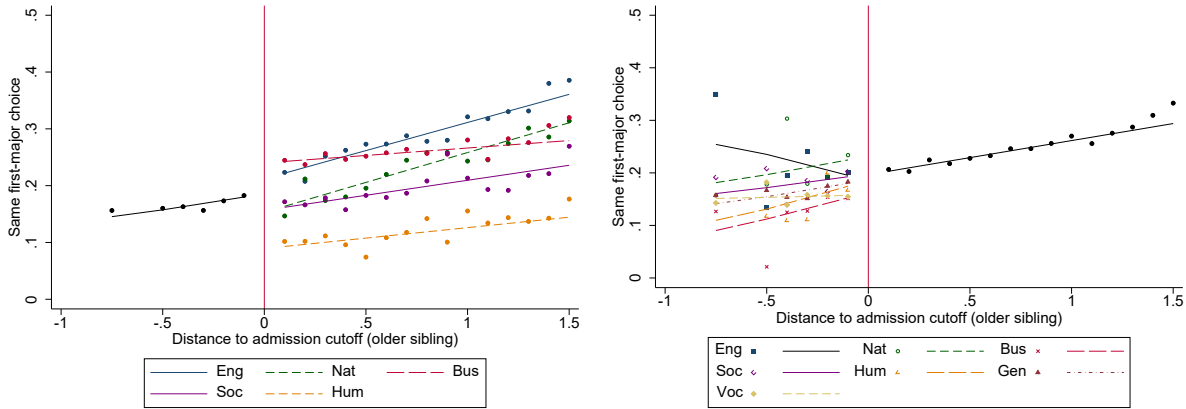 Same first-major choice
.5
.4
.3
.2
.1
0
-1
-.5
0
.5
1
1.5
Distance to admission cutoff (older sibling)
Eng
Nat
Bus
Soc
Hum
Same first-major choice
.5
.4
.3
.2
.1
0
-1
-.5
0
.5
1
1.5
Distance to admission cutoff (older sibling)
Eng
Nat
Bus
Soc
Hum
Gen
Voc